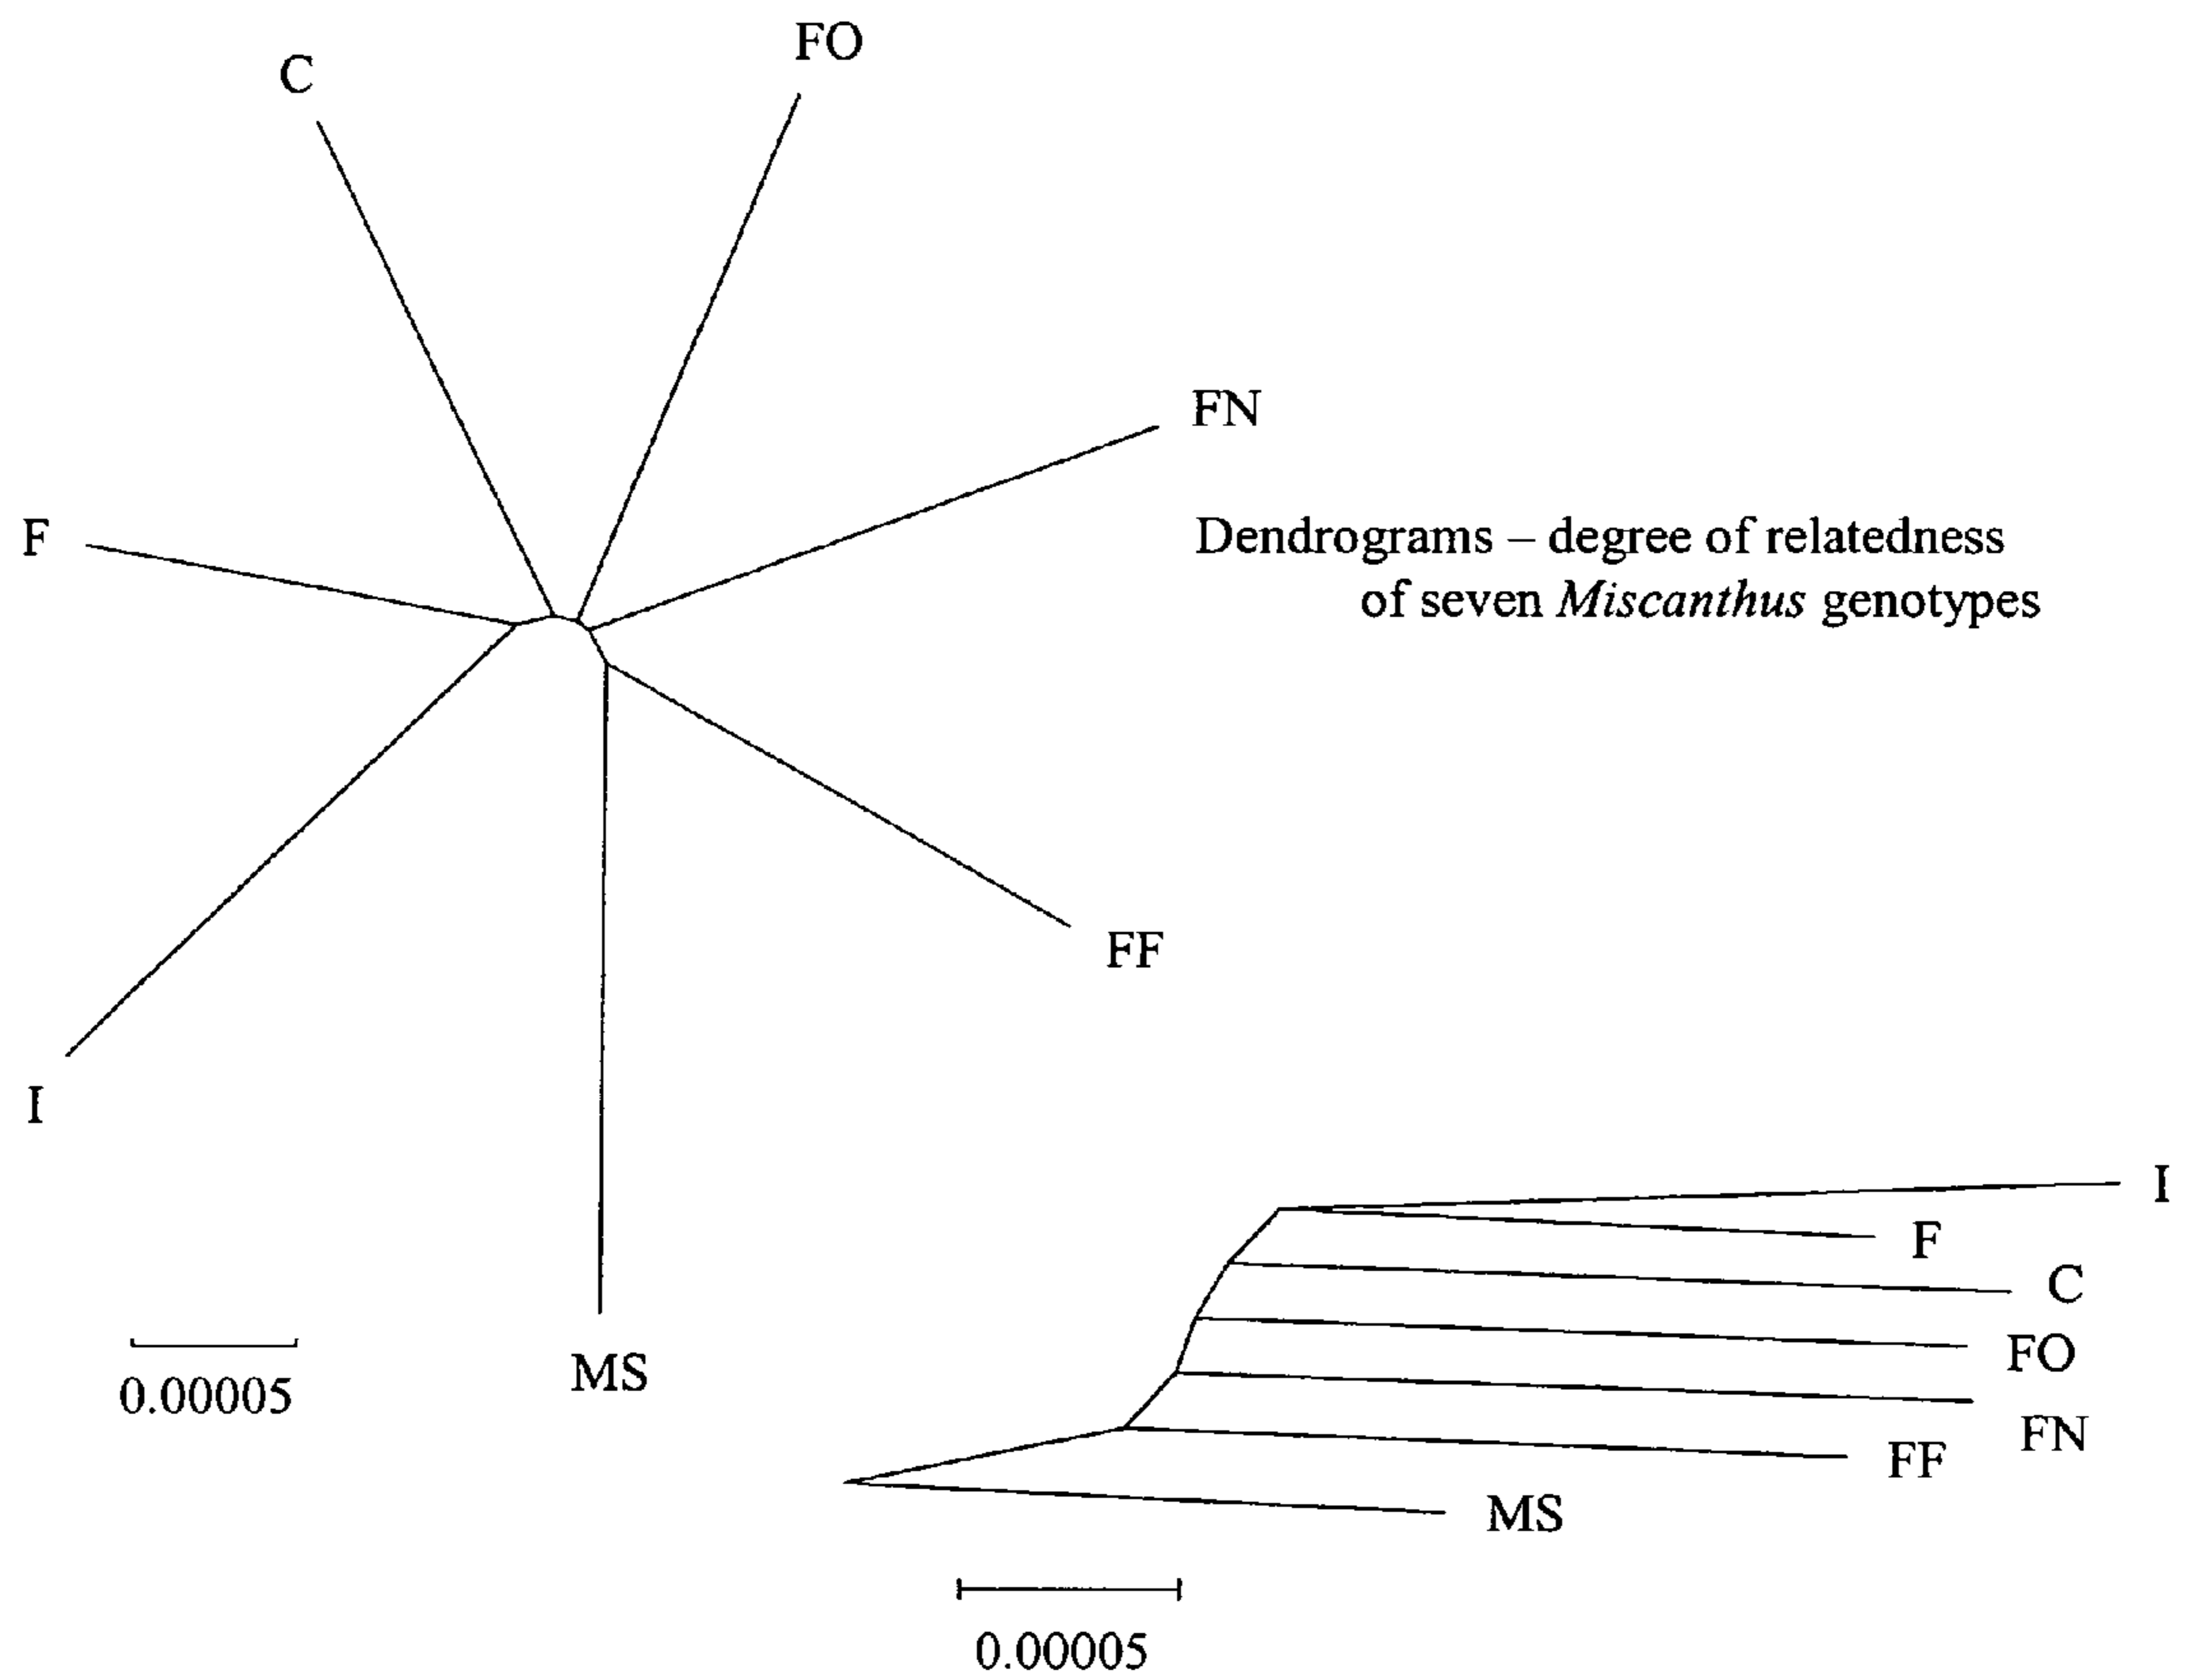 FO
C
FN
F
Dendrograms – degree of relatedness
of seven Miscanthus genotypes
FF
I
MS
0.00005
I
F
C
FO
FN
FF
MS
0.00005